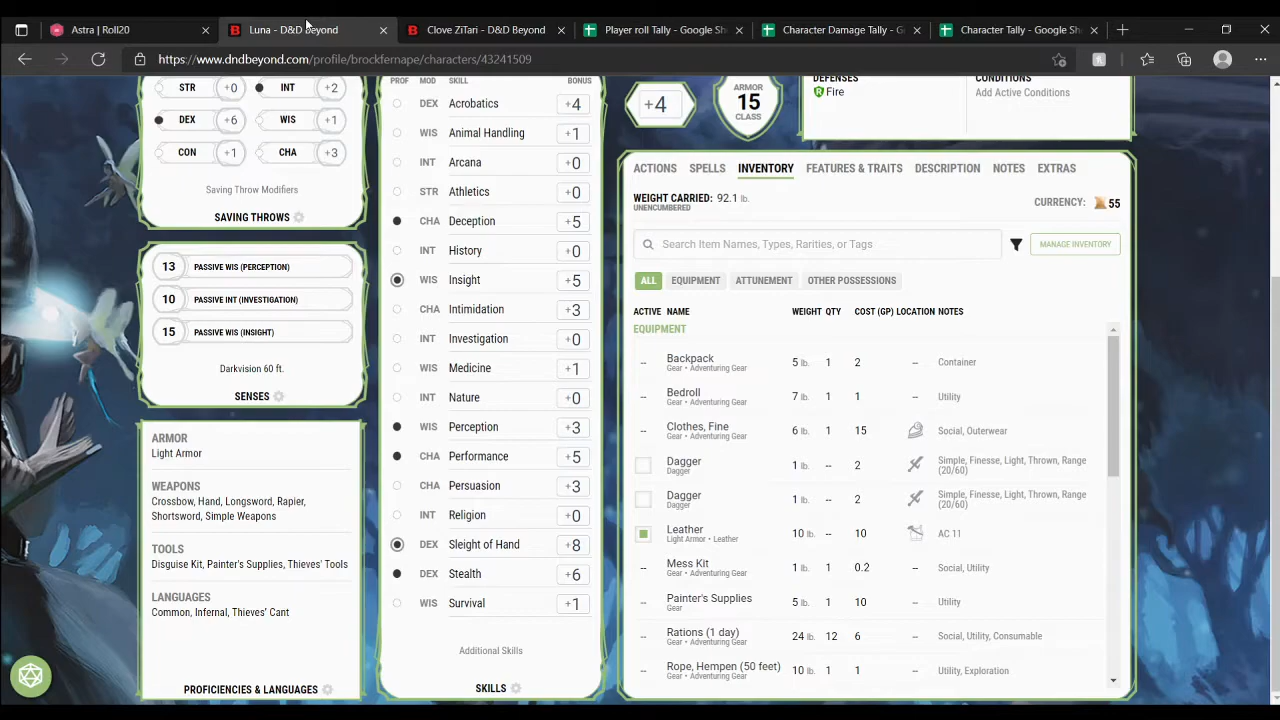 Astra | Roll20
Luna - D&D Beyond
Clove ZiTari - D&D Beyond
Player roll Tally - Google Sh
Character Damage Tally - G
Character Tally - Google Sh
https://www.dndbeyond.com/profile/brockfernape/characters/43241509
STR +0 INT +2
DEX +6 WIS +1
CON +1 CHA +3
Saving Throw Modifiers
SAVING THROWS
13 PASSIVE WIS (PERCEPTION)
10 PASSIVE INT (INVESTIGATION)
15 PASSIVE WIS (INSIGHT)
Darkvision 60 ft.
SENSES
ARMOR
Light Armor
WEAPONS
Crossbow, Hand, Longsword, Rapier,
Shortsword, Simple Weapons
TOOLS
Disguise Kit, Painter's Supplies, Thieves' Tools
LANGUAGES
Common, Infernal, Thieves' Cant
PROFICIENCIES & LANGUAGES
PROF MOD SKILL BONUS
DEX Acrobatics +4
WIS Animal Handling +1
INT Arcana +0
STR Athletics +0
CHA Deception +5
INT History +0
WIS Insight +5
CHA Intimidation +3
INT Investigation +0
WIS Medicine +1
INT Nature +0
WIS Perception +3
CHA Performance +5
CHA Persuasion +3
INT Religion +0
DEX Sleight of Hand +8
DEX Stealth +6
WIS Survival +1
Additional Skills
SKILLS
+4
ARMOR
15
CLASS
DEFENSES
Fire
CONDITIONS
Add Active Conditions
ACTIONS SPELLS INVENTORY FEATURES & TRAITS DESCRIPTION NOTES EXTRAS
WEIGHT CARRIED: 92.1 lb.
UNENCUMBERED
CURRENCY: 55
Search Item Names, Types, Rarities, or Tags
MANAGE INVENTORY
ALL EQUIPMENT ATTUNEMENT OTHER POSSESSIONS
ACTIVE NAME WEIGHT QTY COST (GP) LOCATION NOTES
EQUIPMENT
-- Backpack 5 lb. 1 2 -- Container
Gear • Adventuring Gear
-- Bedroll 7 lb. 1 1 -- Utility
Gear • Adventuring Gear
-- Clothes, Fine 6 lb. 1 15 Social, Outerwear
Gear • Adventuring Gear
Dagger 1 lb. -- 2 Simple, Finesse, Light, Thrown, Range
Dagger (20/60)
Dagger 1 lb. -- 2 Simple, Finesse, Light, Thrown, Range
Dagger (20/60)
Leather 10 lb. -- 10 AC 11
Light Armor • Leather
-- Mess Kit 1 lb. 1 0.2 -- Social, Utility
Gear • Adventuring Gear
-- Painter's Supplies 5 lb. 1 10 -- Utility
Gear
-- Rations (1 day) 24 lb. 12 6 -- Social, Utility, Consumable
Gear • Adventuring Gear
-- Rope, Hempen (50 feet) 10 lb. 1 1 -- Utility, Exploration
Gear • Adventuring Gear